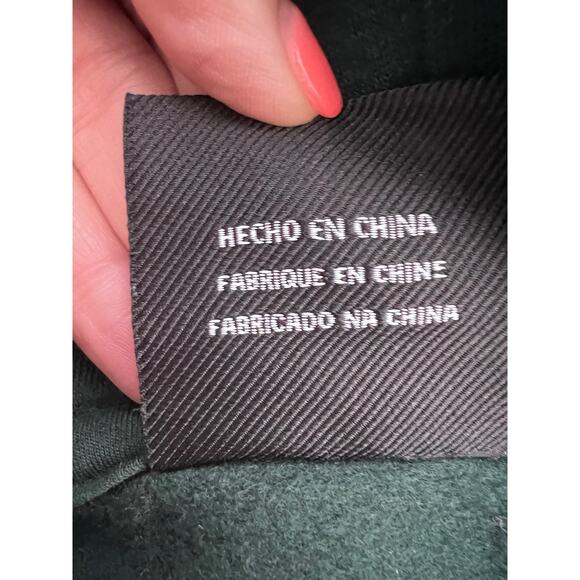 HECHO EN CHINA
FABRIQUE EN CHINE
FABRICADO NA CHINA